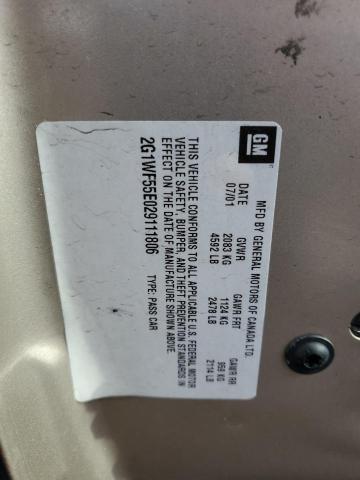 GM
MFD BY GENERAL MOTORS OF CANADA LTD.
DATE GVWR GAWR FRT GAWR RR
07/01 2083 KG 1124 KG 959 KG
4592 LB 2478 LB 2114 LB
THIS VEHICLE CONFORMS TO ALL APPLICABLE U.S. FEDERAL MOTOR
VEHICLE SAFETY, BUMPER, AND THEFT PREVENTION STANDARDS IN
EFFECT ON THE DATE OF MANUFACTURE SHOWN ABOVE.
2G1WF55E029111806 TYPE: PASS CAR